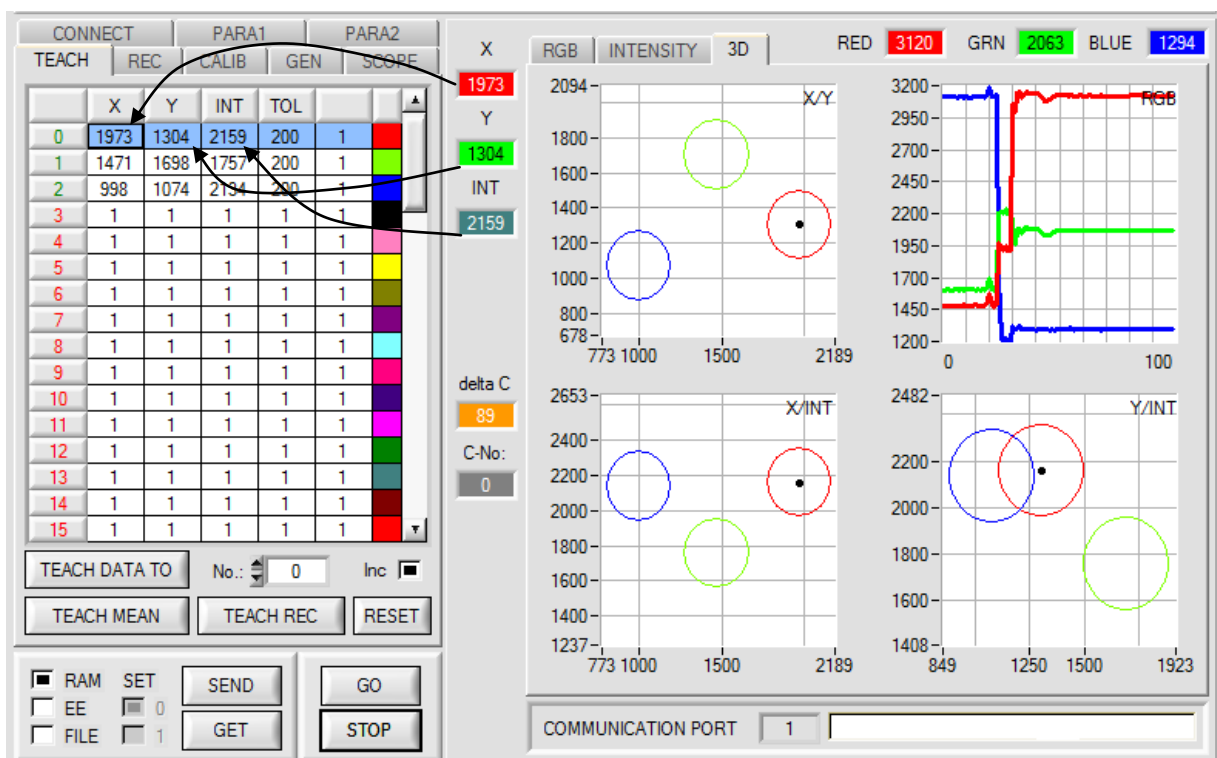 CONNECT PARA1 PARA2
TEACH REC CALIB GEN SCOPE
X Y INT TOL
0 1973 1304 2159 200 1
1 1471 1698 1757 200 1
2 998 1074 2134 200 1
3 1 1 1 1 1
4 1 1 1 1 1
5 1 1 1 1 1
6 1 1 1 1 1
7 1 1 1 1 1
8 1 1 1 1 1
9 1 1 1 1 1
10 1 1 1 1 1
11 1 1 1 1 1
12 1 1 1 1 1
13 1 1 1 1 1
14 1 1 1 1 1
15 1 1 1 1 1
TEACH DATA TO No.: 0 Inc
TEACH MEAN TEACH REC RESET
RAM SET SEND GO
EE 0
FILE 1 GET STOP
X
1973
Y
1304
INT
2159
delta C
89
C-No:
0
RGB INTENSITY 3D RED 3120 GRN 2063 BLUE 1294
X/Y
2094
1800
1600
1400
1200
1000
800
678
773 1000 1500 2189
RGB
3200
2950
2700
2450
2200
1950
1700
1450
1200
0 100
X/INT
2653
2400
2200
2000
1800
1600
1400
1237
773 1000 1500 2189
Y/INT
2482
2200
2000
1800
1600
1408
849 1250 1500 1923
COMMUNICATION PORT 1